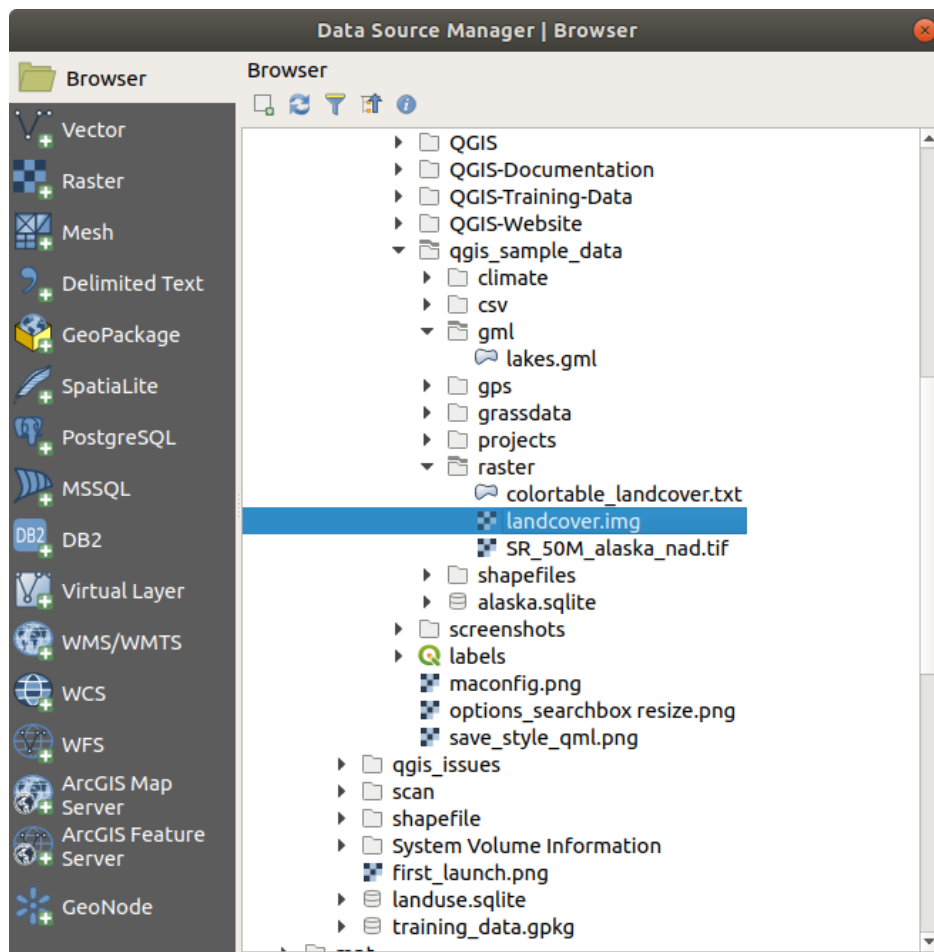 Data Source Manager | Browser
Browser
Vector
Raster
Mesh
Delimited Text
GeoPackage
SpatiaLite
PostgreSQL
MSSQL
DB2
DB2
Virtual Layer
WMS/WMTS
WCS
WFS
ArcGIS Map
Server
ArcGIS Feature
Server
GeoNode
Browser
QGIS
QGIS-Documentation
QGIS-Training-Data
QGIS-Website
qgis_sample_data
climate
csv
gml
lakes.gml
gps
grassdata
projects
raster
colortable_landcover.txt
landcover.img
SR_50M_alaska_nad.tif
shapefiles
alaska.sqlite
screenshots
labels
maconfig.png
options_searchbox resize.png
save_style_qml.png
qgis_issues
scan
shapefile
System Volume Information
first_launch.png
landuse.sqlite
training_data.gpkg